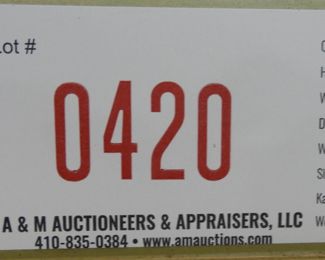 Lot #
0420
A & M AUCTIONEERS & APPRAISERS, LLC
410-835-0384 • www.amauctions.com